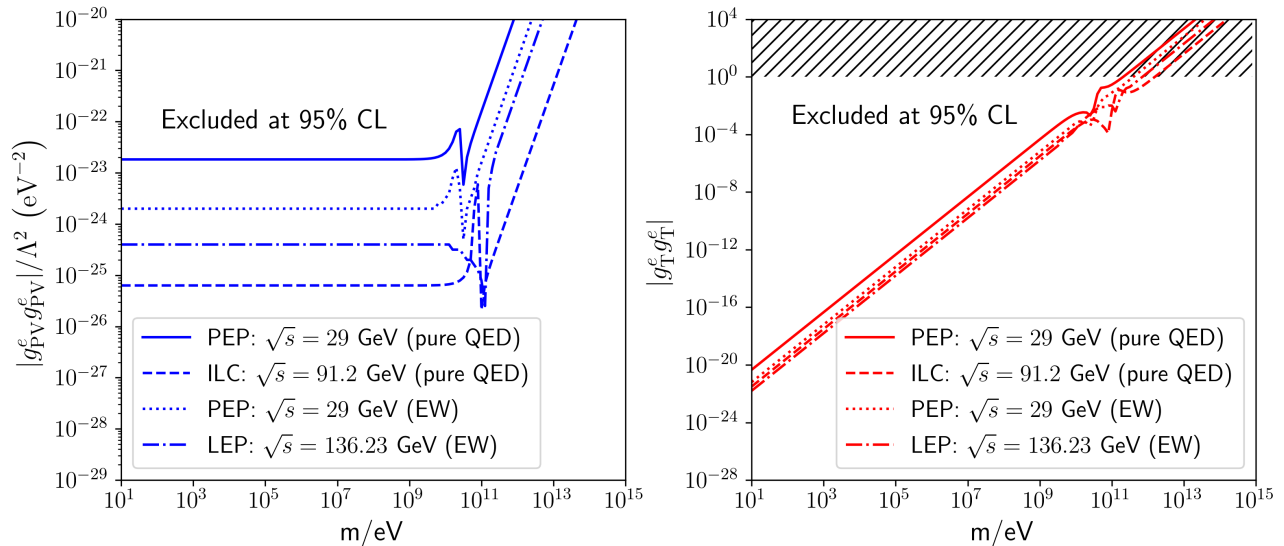 10^{-20}
10^{-21}
10^{-22}
10^{-23}
10^{-24}
10^{-25}
10^{-26}
10^{-27}
10^{-28}
10^{-29}
|g^e_{PV} g^e_{PV}|/Λ^2 (eV^{−2})
Excluded at 95% CL
PEP: √s = 29 GeV (pure QED)
ILC: √s = 91.2 GeV (pure QED)
PEP: √s = 29 GeV (EW)
LEP: √s = 136.23 GeV (EW)
10^1 10^3 10^5 10^7 10^9 10^{11} 10^{13} 10^{15}
m/eV
10^4
10^0
10^{-4}
10^{-8}
10^{-12}
10^{-16}
10^{-20}
10^{-24}
10^{-28}
|g^e_T g^e_T|
Excluded at 95% CL
PEP: √s = 29 GeV (pure QED)
ILC: √s = 91.2 GeV (pure QED)
PEP: √s = 29 GeV (EW)
LEP: √s = 136.23 GeV (EW)
10^1 10^3 10^5 10^7 10^9 10^{11} 10^{13} 10^{15}
m/eV